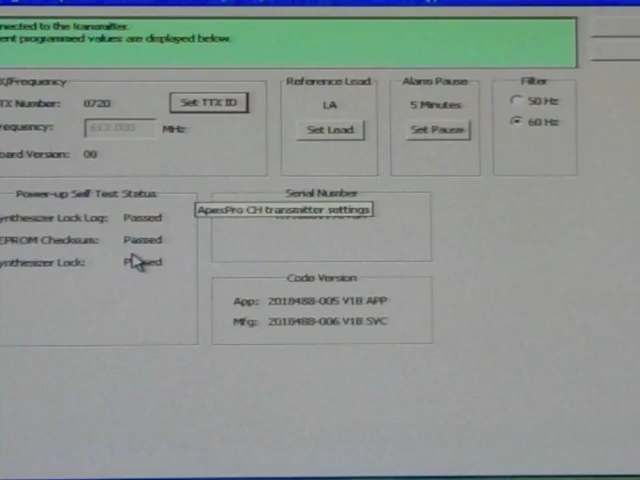 nected to the transmitter.
ent programmed values are displayed below.
/Frequency
TX Number: 0720
Set TTX ID
requency:
MHz
oard Version: 00
Reference Lead
LA
Set Lead
Alarm Pause
5 Minutes
Set Pause
Filter
50 Hz
60 Hz
Power-up Self Test Status
ynthesizer Lock Log: Passed
EPROM Checksum: Passed
ynthesizer Lock:
Serial Number
ApexPro CH transmitter settings
Code Version
App: 2018488-005 V1B APP
Mfg: 2018488-006 V1B SVC